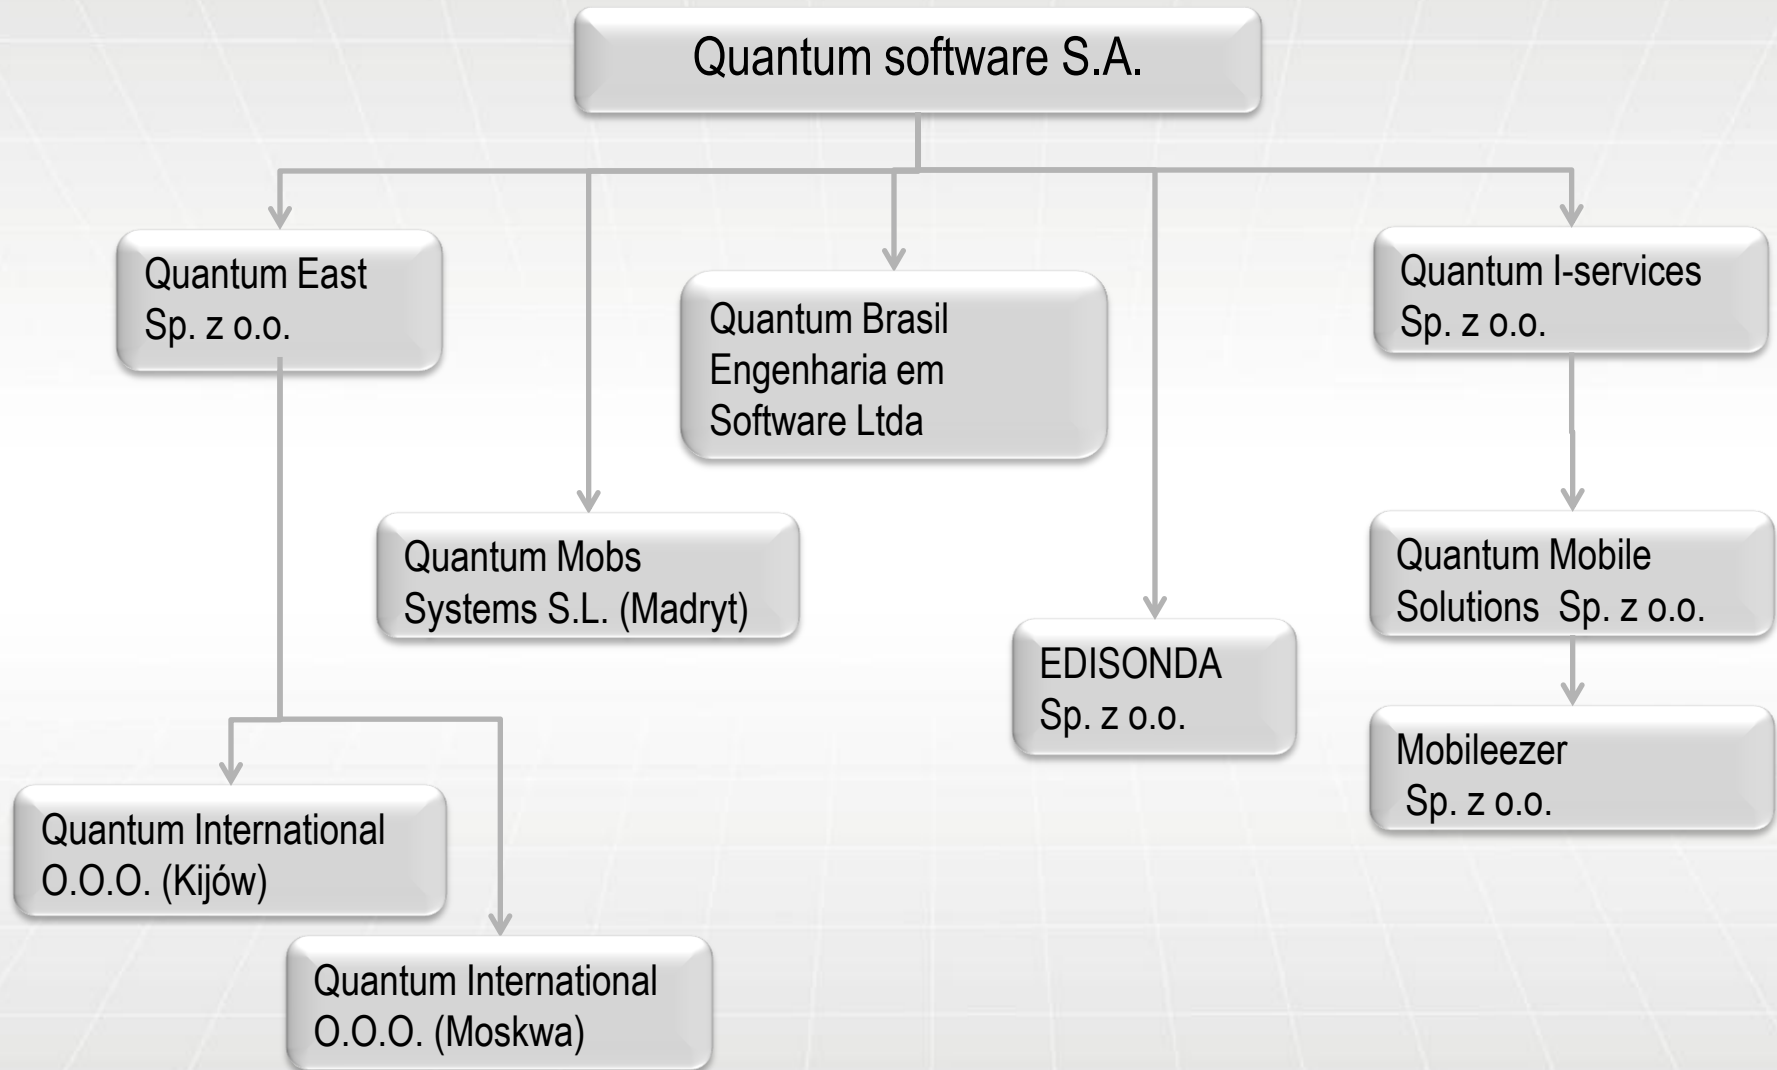 Quantum software S.A.
Quantum East
Sp. z o.o.
Quantum Brasil
Engenharia em
Software Ltda
Quantum I-services
Sp. z o.o.
Quantum Mobs
Systems S.L. (Madryt)
Quantum Mobile
Solutions  Sp. z o.o.
EDISONDA
Sp. z o.o.
Mobileezer
Sp. z o.o.
Quantum International
O.O.O. (Kijów)
Quantum International
O.O.O. (Moskwa)